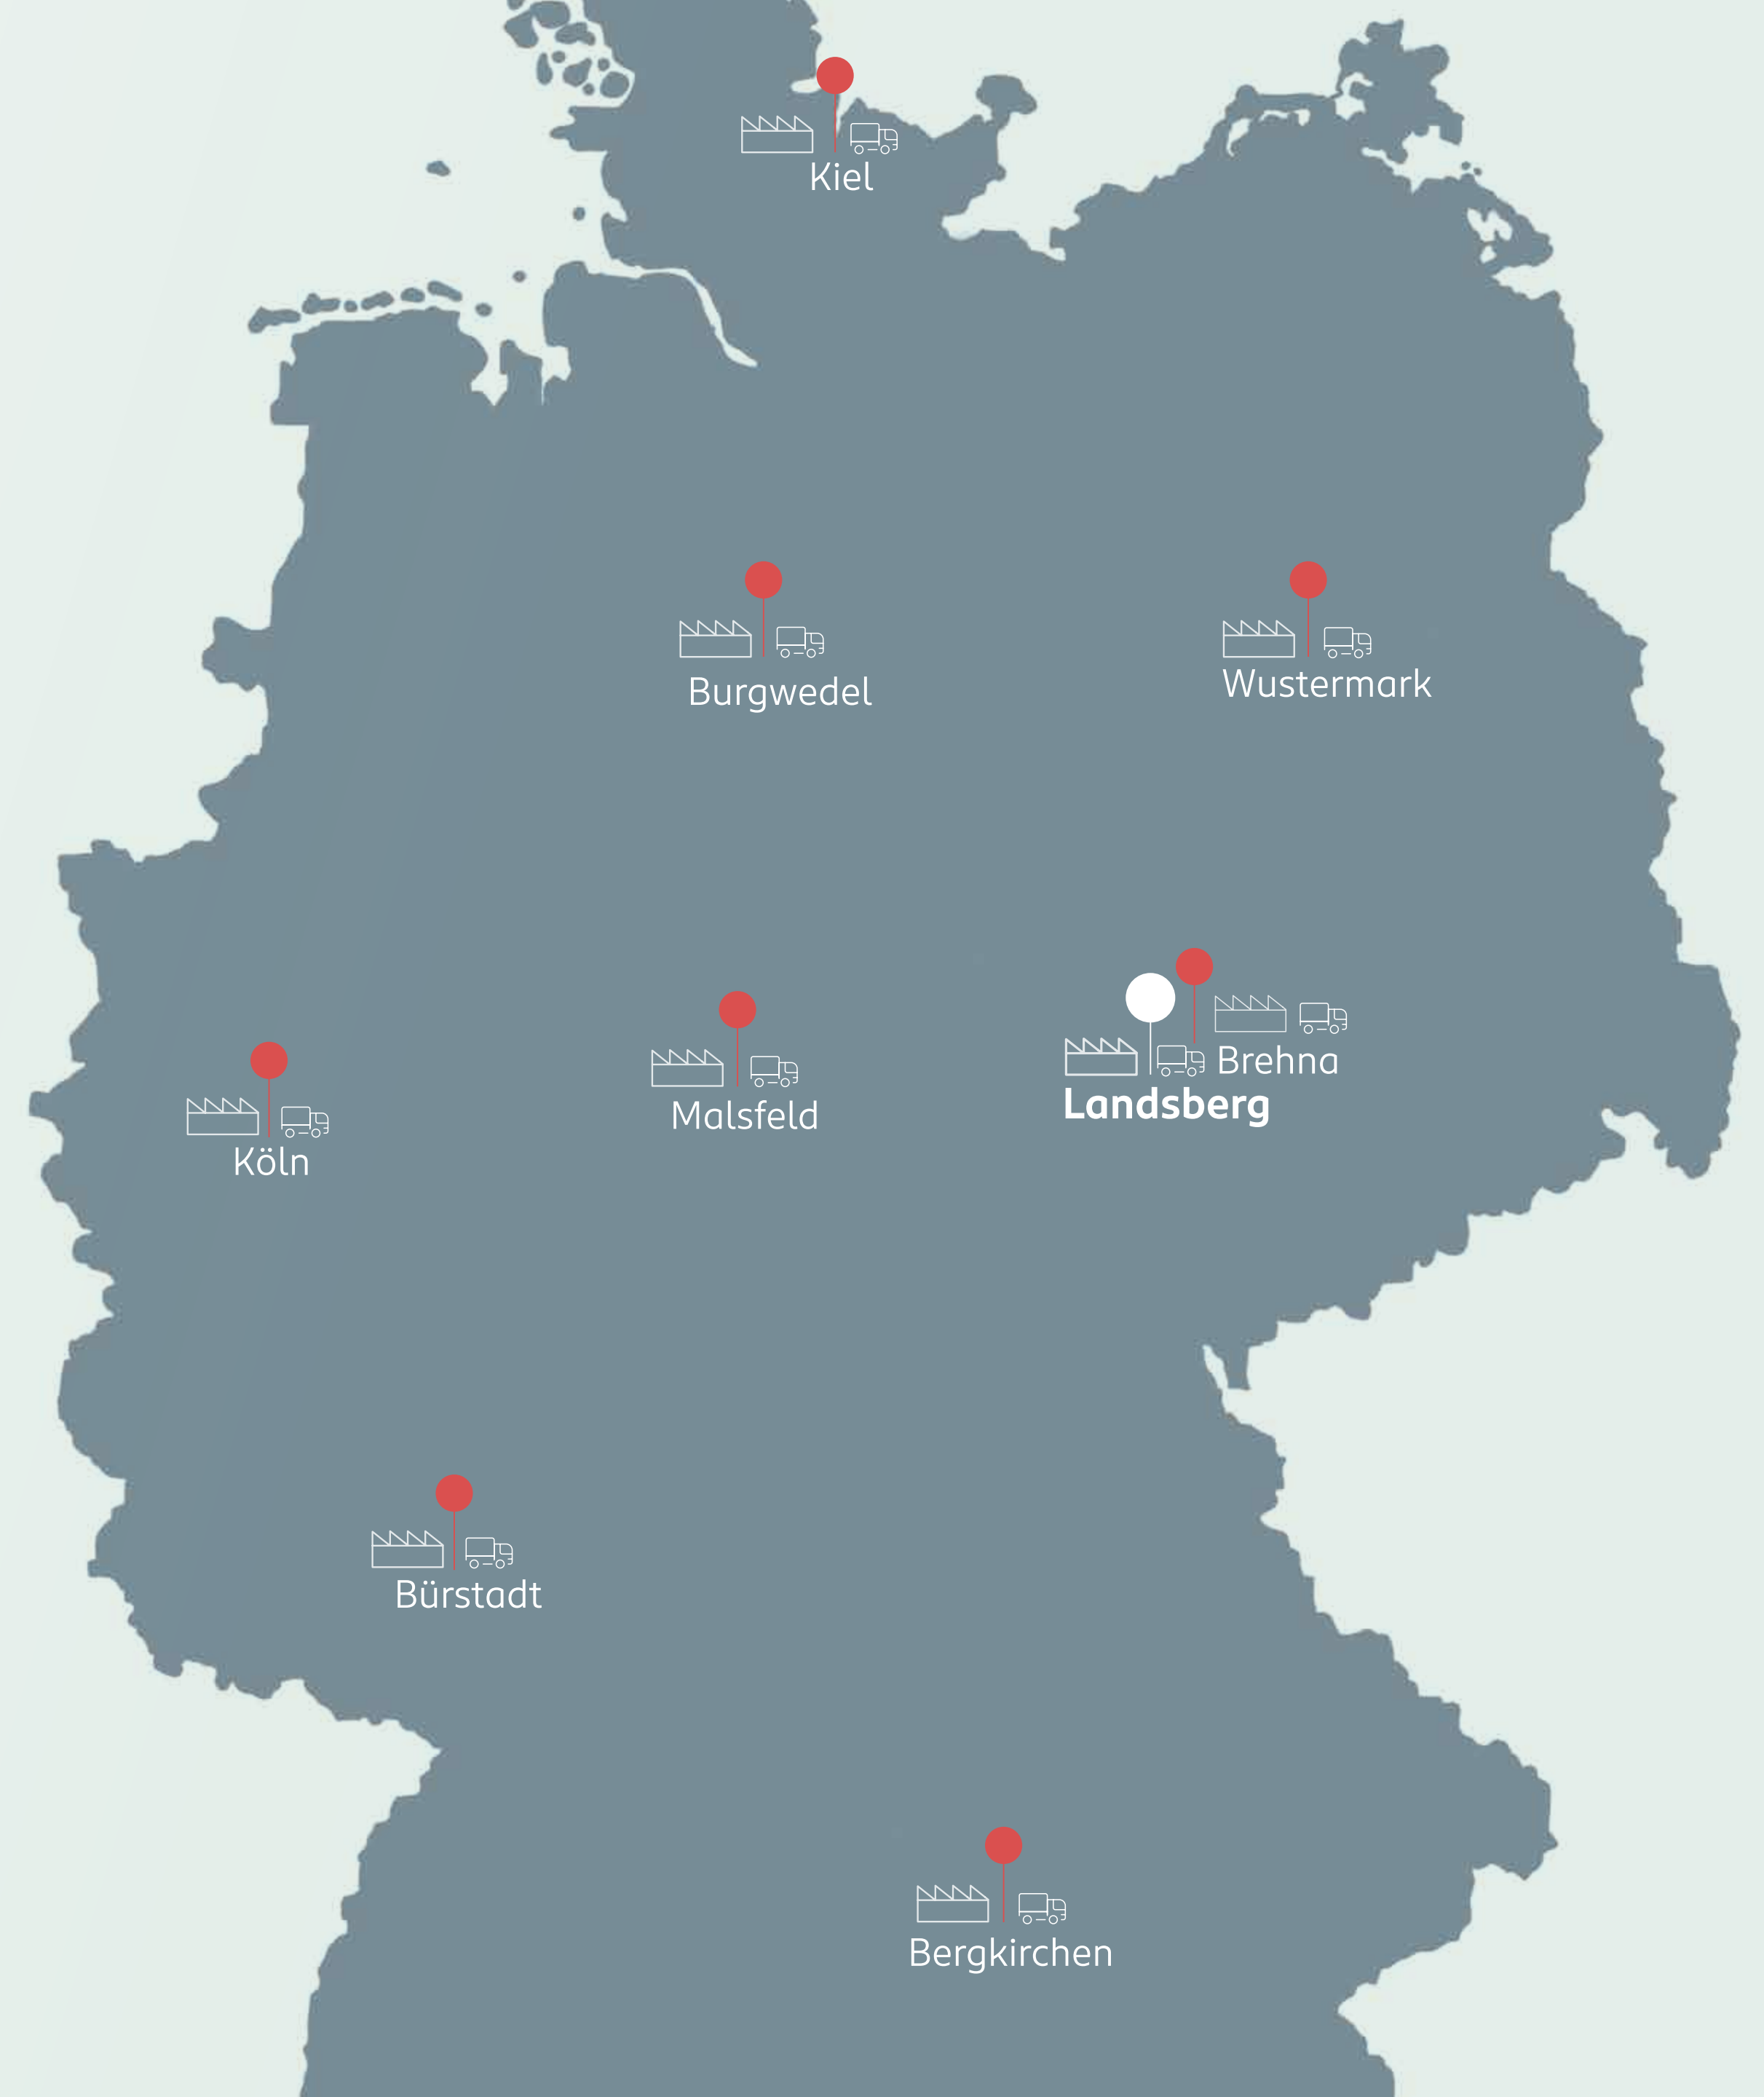 Kiel
Burgwedel
Wustermark
Brehna
Landsberg
Malsfeld
Köln
Bürstadt
Bergkirchen